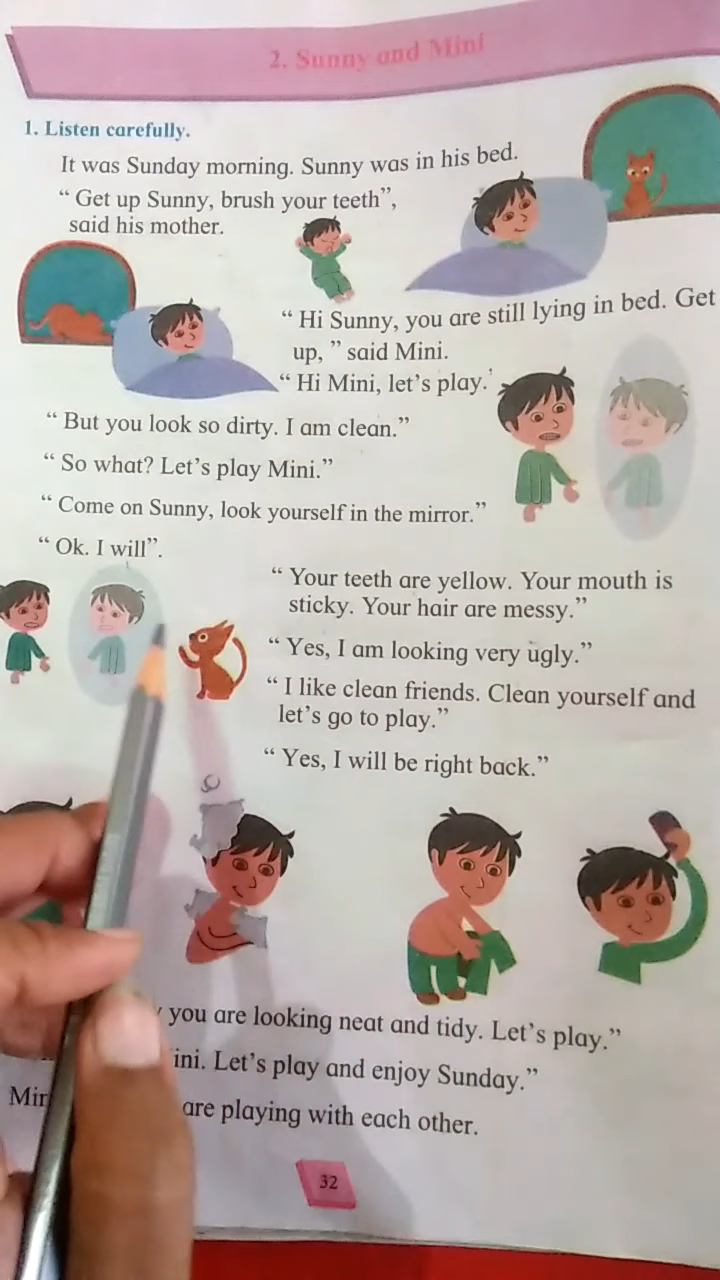 2. Sunny and Mini
1. Listen carefully.
It was Sunday morning. Sunny was in his bed.
“ Get up Sunny, brush your teeth”,
said his mother.
“ Hi Sunny, you are still lying in bed. Get
up, ” said Mini.
“ Hi Mini, let’s play.’
“ But you look so dirty. I am clean.”
“ So what? Let’s play Mini.”
“ Come on Sunny, look yourself in the mirror.”
“ Ok. I will”.
“ Your teeth are yellow. Your mouth is
sticky. Your hair are messy.”
“ Yes, I am looking very ugly.”
“ I like clean friends. Clean yourself and
let’s go to play.”
“ Yes, I will be right back.”
you are looking neat and tidy. Let’s play.”
Let’s play and enjoy Sunday.”
are playing with each other.
32